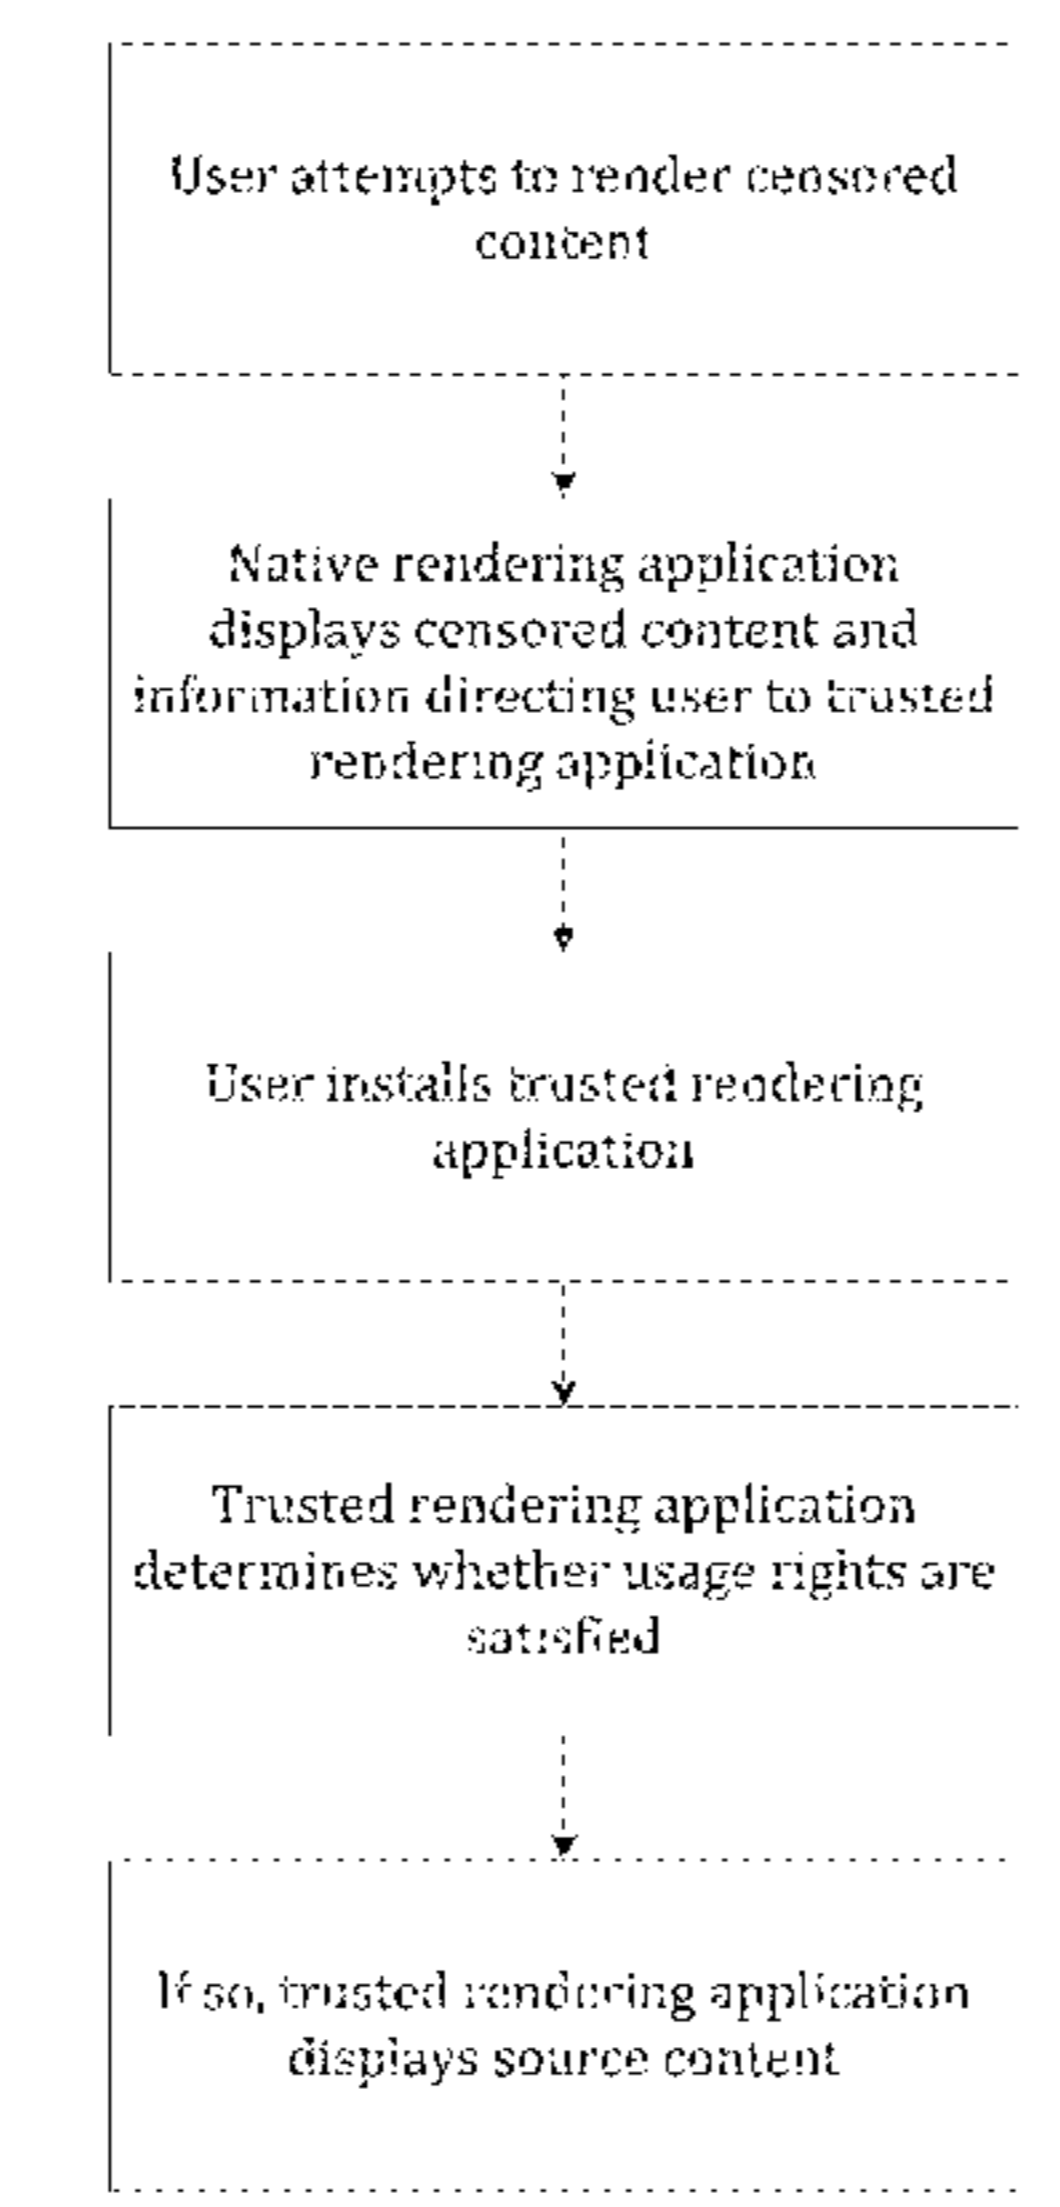 User attempts to render censored
content
Native rendering application
displays censored content and
information directing user to trusted
rendering application
User installs trusted rendering
application
Trusted rendering application
determines whether usage rights are
satisfied
If so, trusted rendering application
displays source content